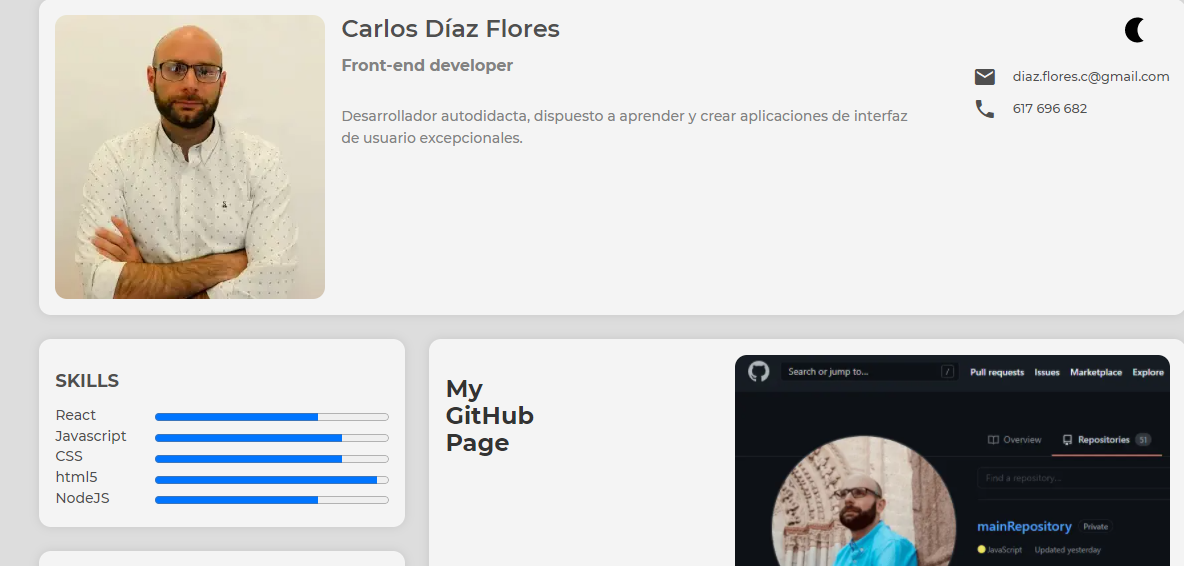 Carlos Díaz Flores
Front-end developer
diaz.flores.c@gmail.com
617 696 682
Desarrollador autodidacta, dispuesto a aprender y crear aplicaciones de interfaz
de usuario excepcionales.
SKILLS
React
Javascript
CSS
html5
NodeJS
My
GitHub
Page
Search or jump to... / Pull requests Issues Marketplace Explore
Overview Repositories 51
Find a repository...
mainRepository Private
JavaScript Updated yesterday